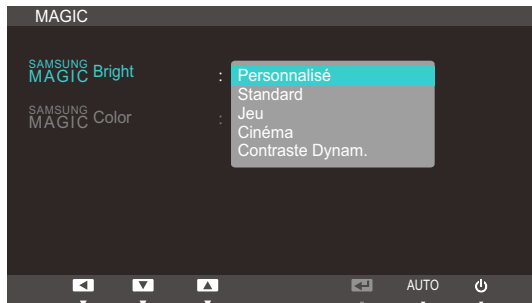 MAGIC
SAMSUNG
MAGIC Bright : Personnalisé
Standard
SAMSUNG
MAGIC Color : Jeu
Cinéma
Contraste Dynam.
AUTO